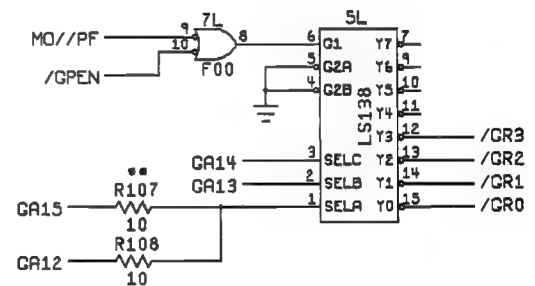 7L
5L
MO//PF 9 8 6 G1 Y7 7
10 5 G2A Y6 9
/GPEN F00 4 G2B Y5 10
LS138
Y4 11
Y3 12 /GR3
GA14 3 SELC Y2 13 /GR2
GA13 2 SELB Y1 14 /GR1
**
R107
GA15 1 SELA Y0 15 /GR0
10
R108
GA12
10